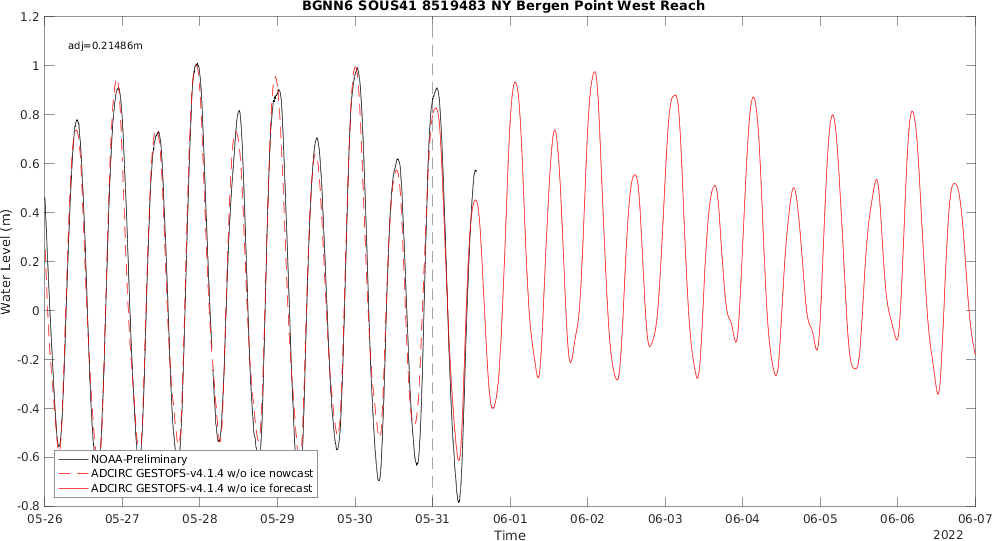 BGNN6 SOUS41 8519483 NY Bergen Point West Reach
adj=0.21486m
Water Level (m)
1.2
1
0.8
0.6
0.4
0.2
0
-0.2
-0.4
-0.6
-0.8
NOAA-Preliminary
ADCIRC GESTOFS-v4.1.4 w/o ice nowcast
ADCIRC GESTOFS-v4.1.4 w/o ice forecast
05-26 05-27 05-28 05-29 05-30 05-31 06-01 06-02 06-03 06-04 06-05 06-06 06-07
Time
2022